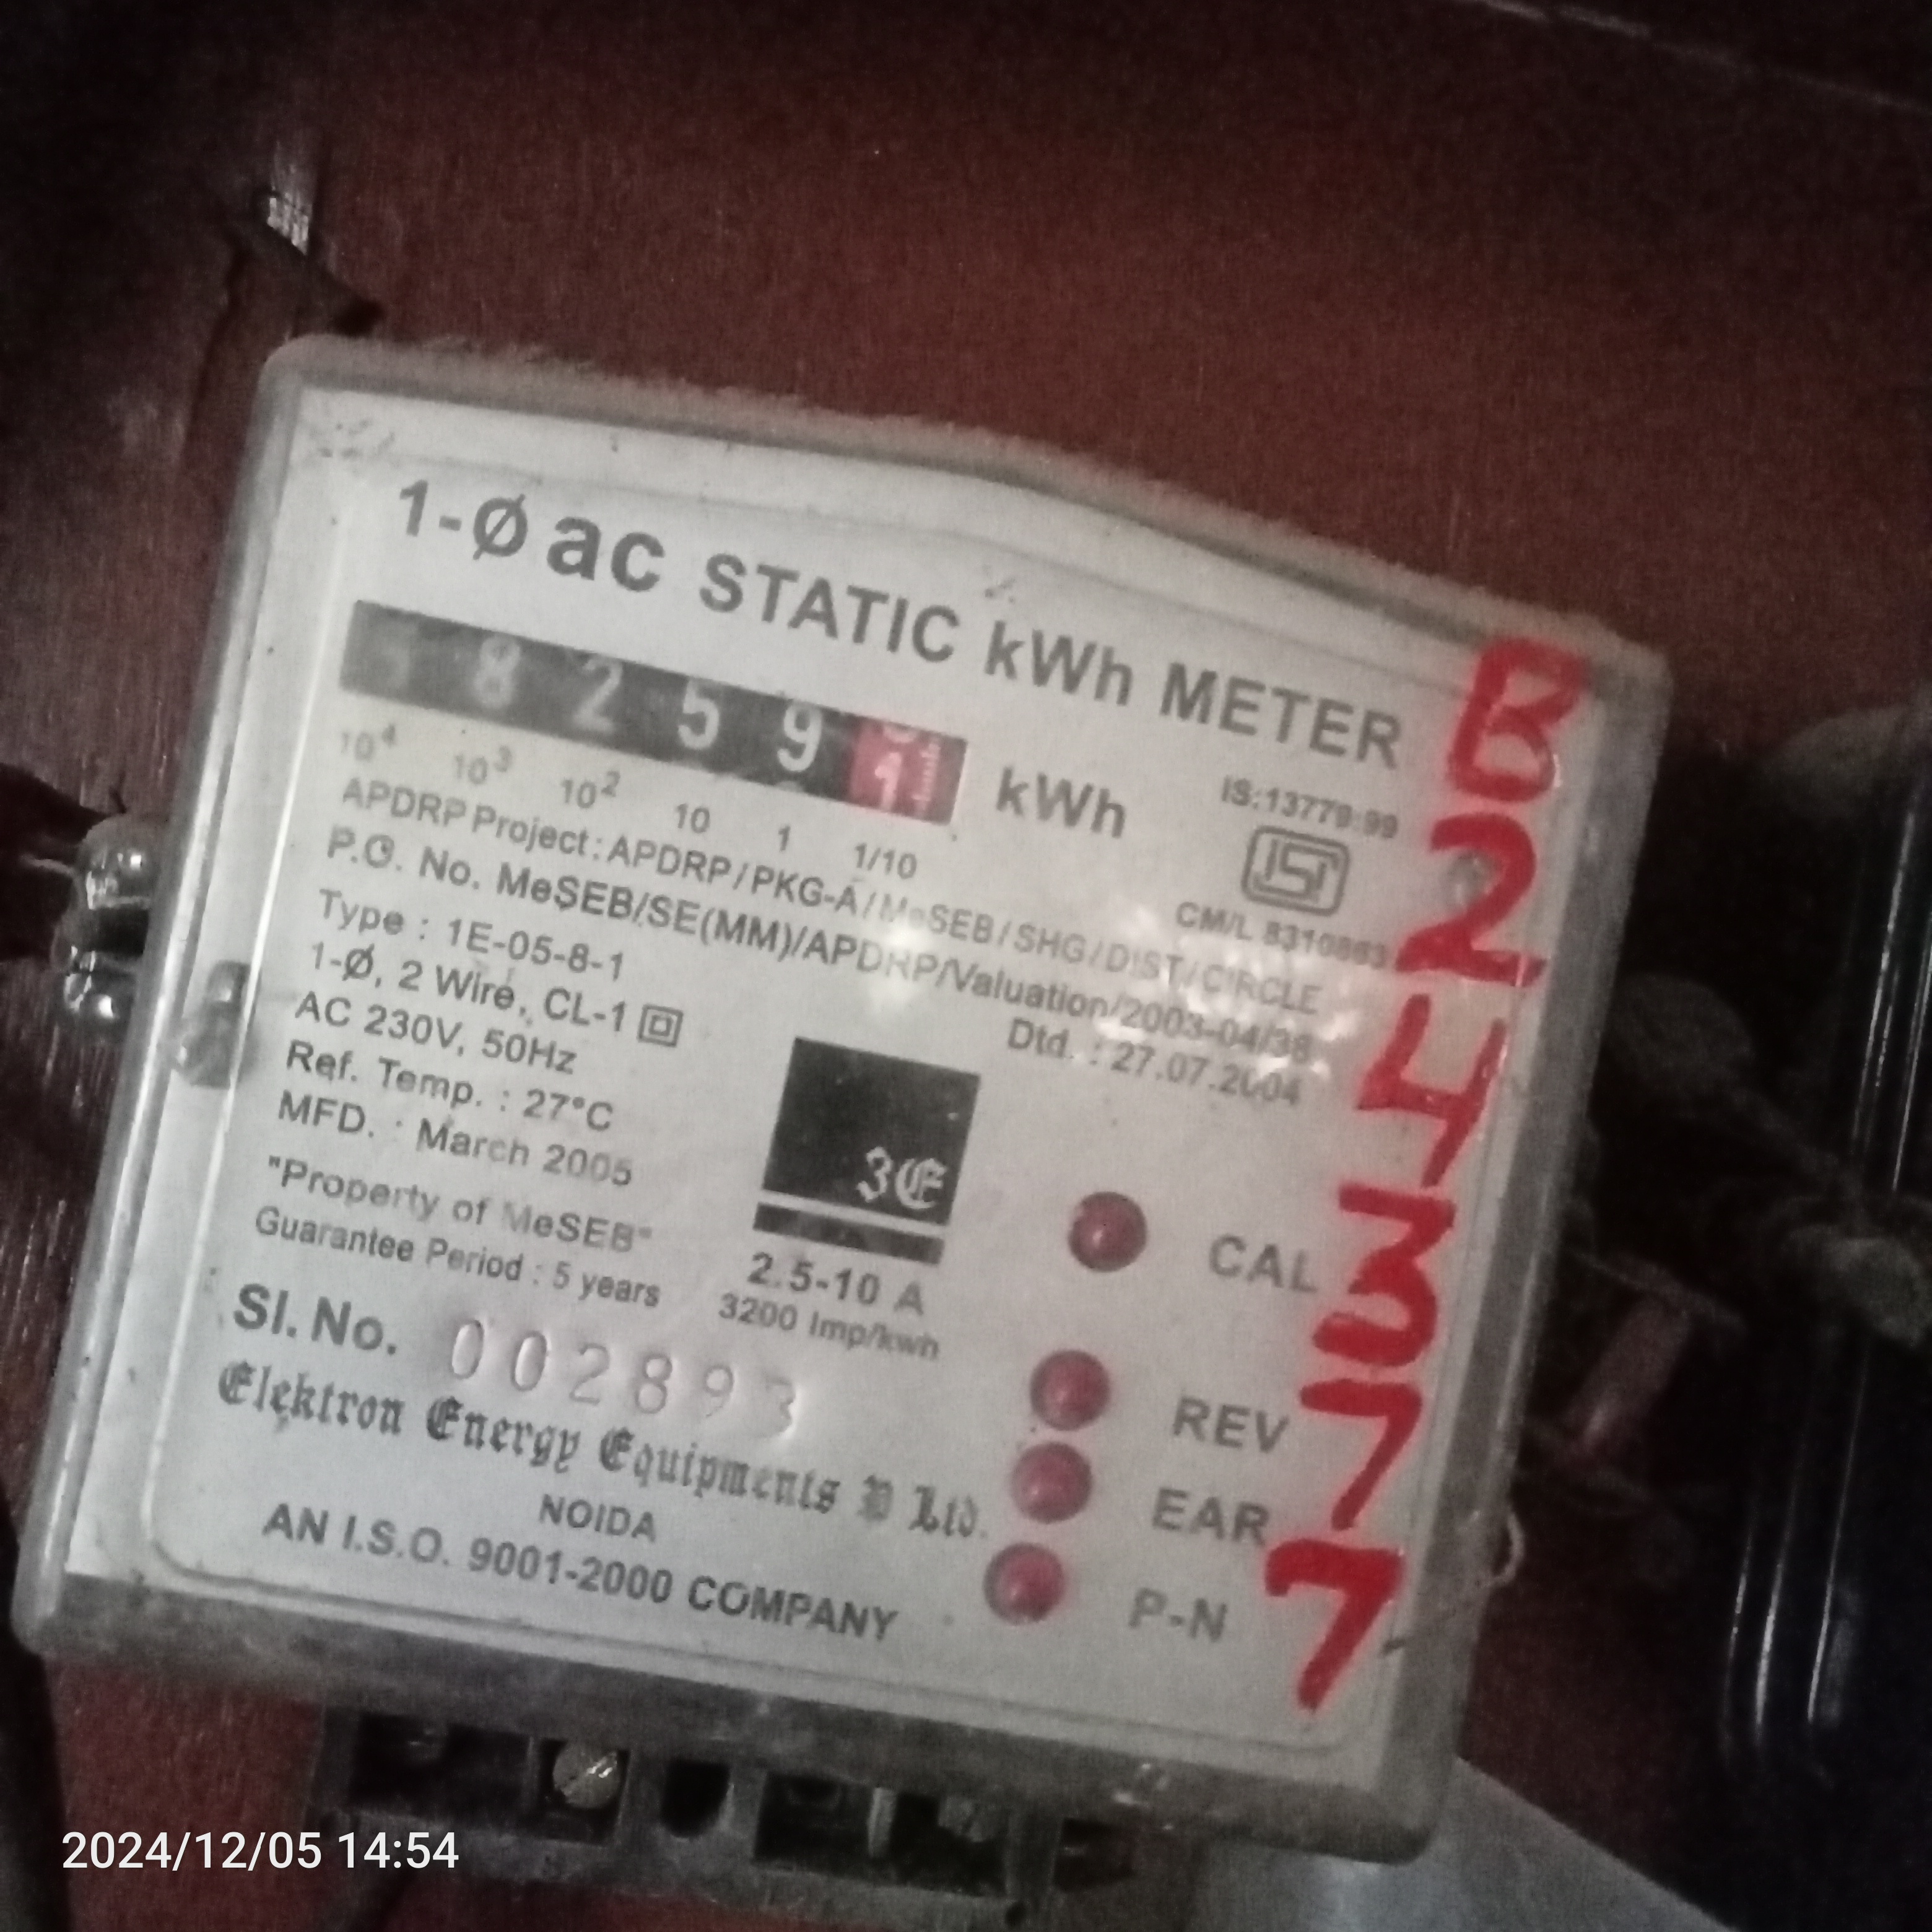 1-Ø ac STATIC kWh METER
8 2 5 9 1 kWh
10⁴ 10³ 10² 10 1 1/10
IS:13779:99
ISI
CM/L 8310863
APDRP Project : APDRP / PKG-A / MeSEB / SHG / DIST / CIRCLE
P.O. No. MeSEB/SE(MM)/APDRP/Valuation/2003-04/38
Dtd. : 27.07.2004
Type : 1E-05-8-1
1-Ø, 2 Wire, CL-1
AC 230V, 50Hz
Ref. Temp. : 27°C
MFD. : March 2005
"Property of MeSEB"
Guarantee Period : 5 years
3E
2.5-10 A
3200 Imp/kwh
Sl. No. 002893
Elektron Energy Equipments P Ltd.
NOIDA
AN I.S.O. 9001-2000 COMPANY
CAL
REV
EAR
P-N
B24377
2024/12/05 14:54